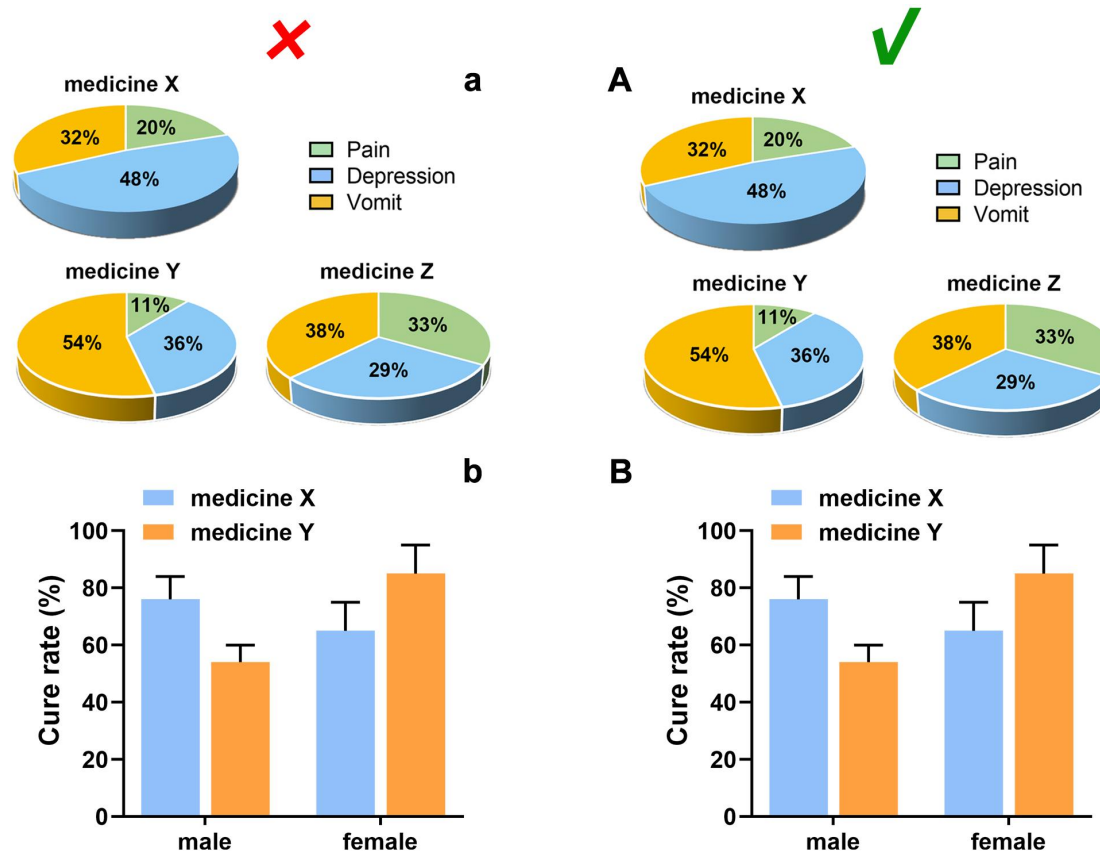 a
medicine X
32%
20%
48%
Pain
Depression
Vomit
medicine Y
11%
54%
36%
medicine Z
38%
33%
29%
b
medicine X
medicine Y
Cure rate (%)
100
80
60
40
20
0
male
female
A
medicine X
32%
20%
48%
Pain
Depression
Vomit
medicine Y
11%
54%
36%
medicine Z
38%
33%
29%
B
medicine X
medicine Y
Cure rate (%)
100
80
60
40
20
0
male
female